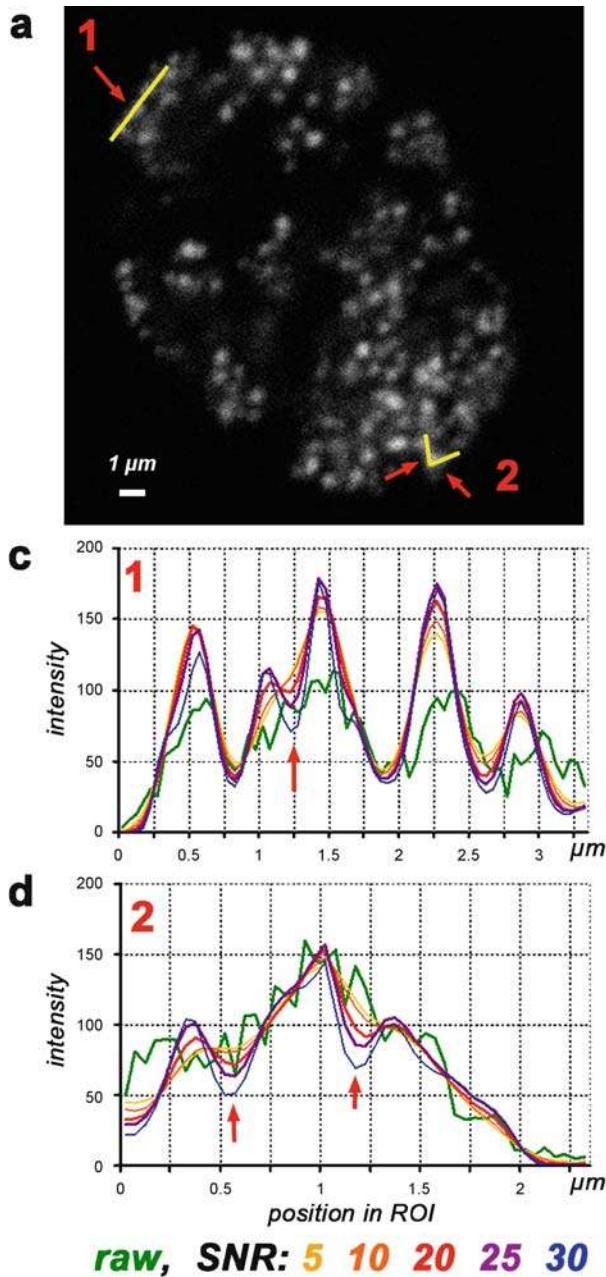 a
1
2
1 µm
c
1
200
150
100
50
0
intensity
0 0.5 1 1.5 2 2.5 3 µm
d
2
200
150
100
50
0
intensity
0 0.5 1 1.5 2 µm
position in ROI
raw, SNR: 5 10 20 25 30